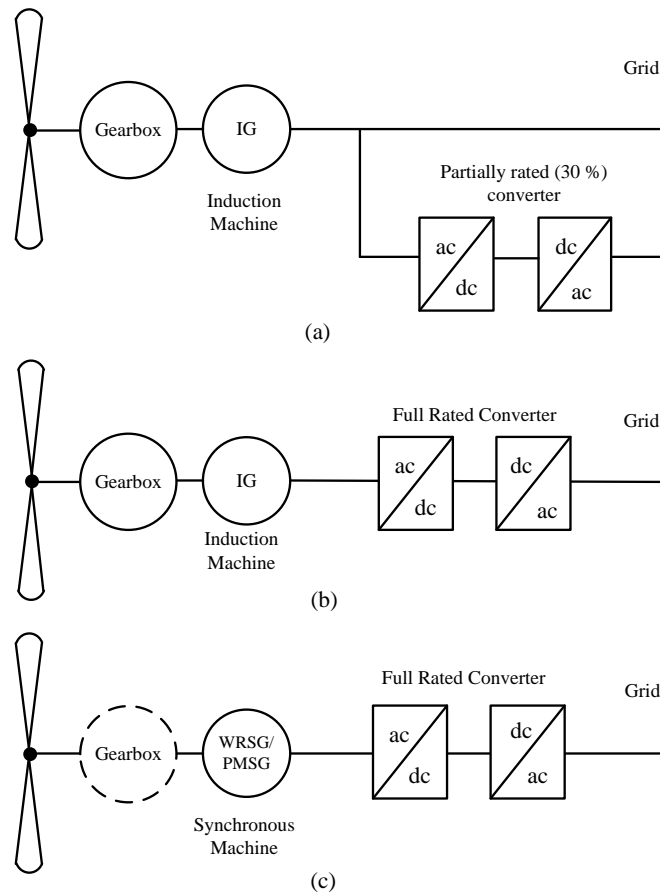 Grid
Gearbox
IG
Induction
Machine
Partially rated (30 %)
converter
ac
dc
dc
ac
(a)
Full Rated Converter
Grid
Gearbox
IG
ac
dc
dc
ac
Induction
Machine
(b)
Full Rated Converter
Grid
Gearbox
WRSG/
PMSG
ac
dc
dc
ac
Synchronous
Machine
(c)